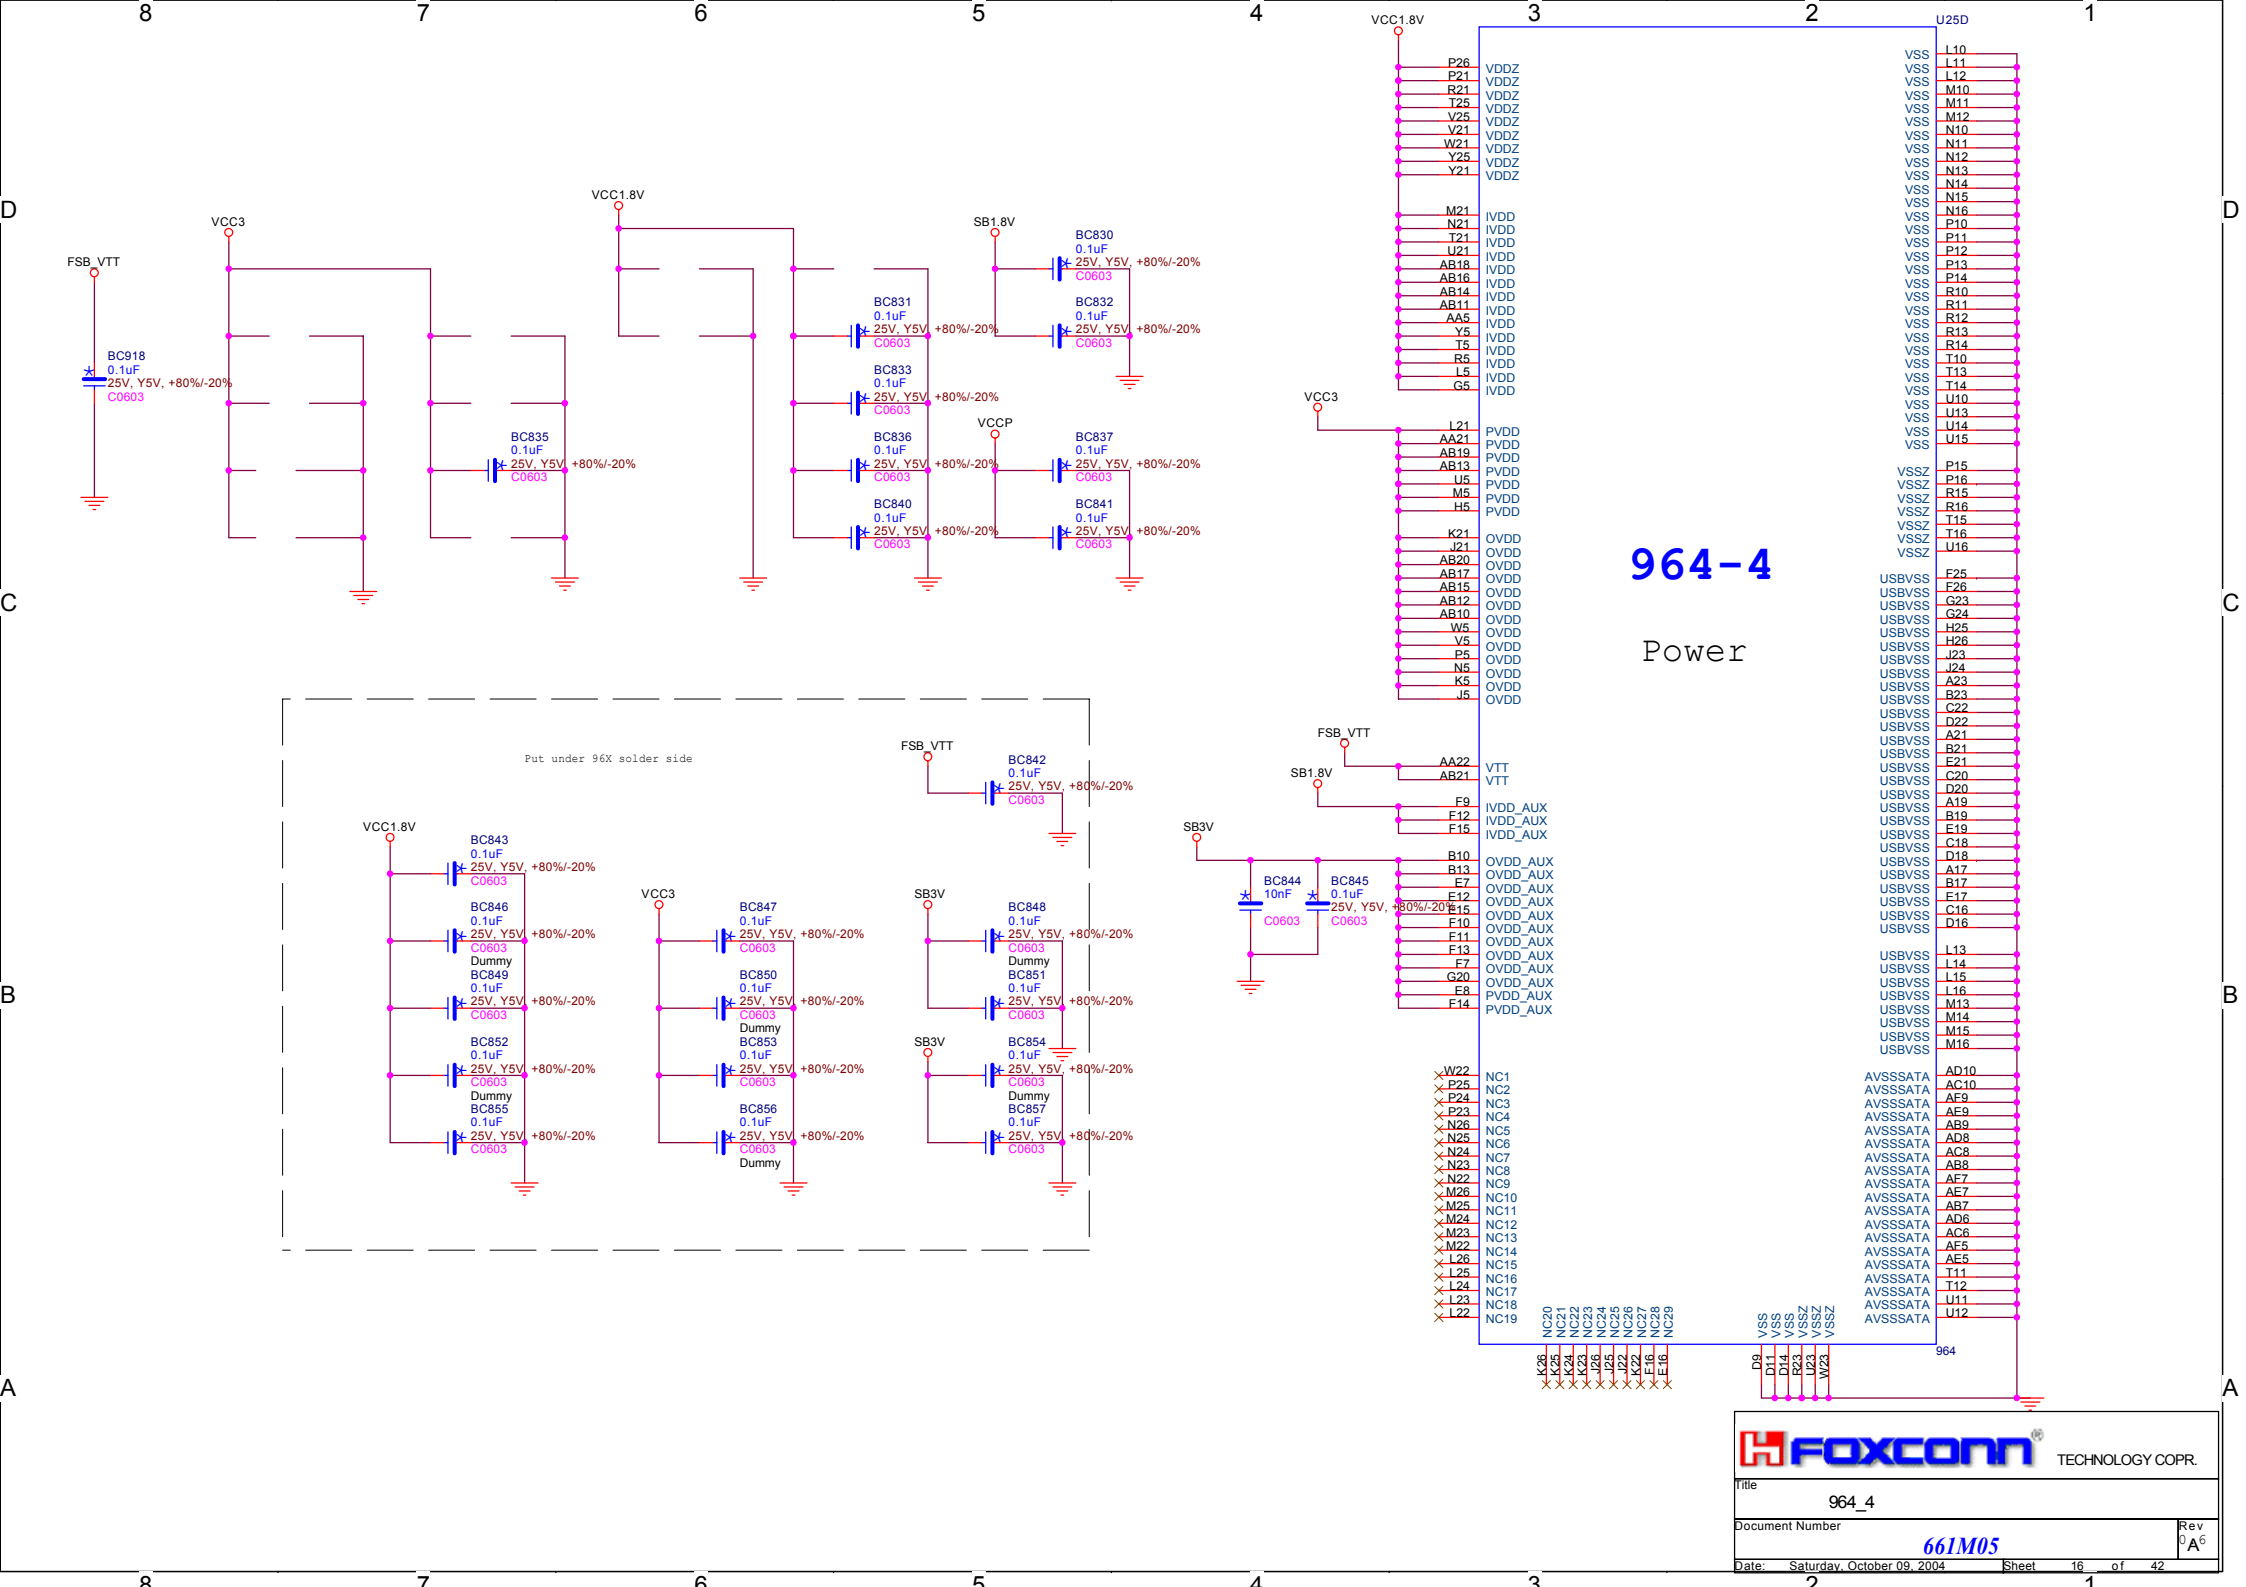 8 7 6 5 4 3 2 1
D
C
B
A
D
C
B
A
8 7 6 5 4 3 2 1
FSB_VTT
BC918
0.1uF
25V, Y5V, +80%/-20%
C0603
VCC3
BC835
0.1uF
25V, Y5V, +80%/-20%
C0603
VCC1.8V
BC831
0.1uF
25V, Y5V, +80%/-20%
C0603
BC833
0.1uF
25V, Y5V, +80%/-20%
C0603
BC836
0.1uF
25V, Y5V, +80%/-20%
C0603
BC840
0.1uF
25V, Y5V, +80%/-20%
C0603
SB1.8V
BC830
0.1uF
25V, Y5V, +80%/-20%
C0603
BC832
0.1uF
25V, Y5V, +80%/-20%
C0603
VCCP
BC837
0.1uF
25V, Y5V, +80%/-20%
C0603
BC841
0.1uF
25V, Y5V, +80%/-20%
C0603
Put under 96X solder side
FSB_VTT
BC842
0.1uF
25V, Y5V, +80%/-20%
C0603
VCC1.8V
BC843
0.1uF
25V, Y5V, +80%/-20%
C0603
BC846
0.1uF
25V, Y5V, +80%/-20%
C0603
Dummy
BC849
0.1uF
25V, Y5V, +80%/-20%
C0603
BC852
0.1uF
25V, Y5V, +80%/-20%
C0603
Dummy
BC855
0.1uF
25V, Y5V, +80%/-20%
C0603
VCC3
BC847
0.1uF
25V, Y5V, +80%/-20%
C0603
BC850
0.1uF
25V, Y5V, +80%/-20%
C0603
Dummy
BC853
0.1uF
25V, Y5V, +80%/-20%
C0603
BC856
0.1uF
25V, Y5V, +80%/-20%
C0603
Dummy
SB3V
BC848
0.1uF
25V, Y5V, +80%/-20%
C0603
Dummy
BC851
0.1uF
25V, Y5V, +80%/-20%
C0603
SB3V
BC854
0.1uF
25V, Y5V, +80%/-20%
C0603
Dummy
BC857
0.1uF
25V, Y5V, +80%/-20%
C0603
SB3V
BC844
10nF
C0603
BC845
0.1uF
25V, Y5V, +80%/-20%
C0603
U25D
VCC1.8V
P26 VDDZ
P21 VDDZ
R21 VDDZ
T25 VDDZ
V25 VDDZ
V21 VDDZ
W21 VDDZ
Y25 VDDZ
Y21 VDDZ
M21 IVDD
N21 IVDD
T21 IVDD
U21 IVDD
AB18 IVDD
AB16 IVDD
AB14 IVDD
AB11 IVDD
AA5 IVDD
Y5 IVDD
T5 IVDD
R5 IVDD
L5 IVDD
G5 IVDD
VCC3
L21 PVDD
AA21 PVDD
AB19 PVDD
AB13 PVDD
U5 PVDD
M5 PVDD
H5 PVDD
K21 OVDD
J21 OVDD
AB20 OVDD
AB17 OVDD
AB15 OVDD
AB12 OVDD
AB10 OVDD
W5 OVDD
V5 OVDD
P5 OVDD
N5 OVDD
K5 OVDD
J5 OVDD
FSB_VTT
AA22 VTT
AB21 VTT
SB1.8V
F9 IVDD_AUX
F12 IVDD_AUX
F15 IVDD_AUX
B10 OVDD_AUX
B13 OVDD_AUX
E7 OVDD_AUX
E12 OVDD_AUX
E15 OVDD_AUX
F10 OVDD_AUX
F11 OVDD_AUX
F13 OVDD_AUX
F7 OVDD_AUX
G20 OVDD_AUX
E8 PVDD_AUX
F14 PVDD_AUX
W22 NC1
P25 NC2
P24 NC3
P23 NC4
N26 NC5
N25 NC6
N24 NC7
N23 NC8
N22 NC9
M26 NC10
M25 NC11
M24 NC12
M23 NC13
M22 NC14
L26 NC15
L25 NC16
L24 NC17
L23 NC18
L22 NC19
964-4
Power
VSS L10
VSS L11
VSS L12
VSS M10
VSS M11
VSS M12
VSS N10
VSS N11
VSS N12
VSS N13
VSS N14
VSS N15
VSS N16
VSS P10
VSS P11
VSS P12
VSS P13
VSS P14
VSS R10
VSS R11
VSS R12
VSS R13
VSS R14
VSS T10
VSS T13
VSS T14
VSS U10
VSS U13
VSS U14
VSS U15
VSSZ P15
VSSZ P16
VSSZ R15
VSSZ R16
VSSZ T15
VSSZ T16
VSSZ U16
USBVSS F25
USBVSS F26
USBVSS G23
USBVSS G24
USBVSS H25
USBVSS H26
USBVSS J23
USBVSS J24
USBVSS A23
USBVSS B23
USBVSS C22
USBVSS D22
USBVSS A21
USBVSS B21
USBVSS E21
USBVSS C20
USBVSS D20
USBVSS A19
USBVSS B19
USBVSS E19
USBVSS C18
USBVSS D18
USBVSS A17
USBVSS B17
USBVSS E17
USBVSS C16
USBVSS D16
USBVSS L13
USBVSS L14
USBVSS L15
USBVSS L16
USBVSS M13
USBVSS M14
USBVSS M15
USBVSS M16
AVSSSATA AD10
AVSSSATA AC10
AVSSSATA AF9
AVSSSATA AE9
AVSSSATA AB9
AVSSSATA AD8
AVSSSATA AC8
AVSSSATA AB8
AVSSSATA AF7
AVSSSATA AE7
AVSSSATA AB7
AVSSSATA AD6
AVSSSATA AC6
AVSSSATA AF5
AVSSSATA AE5
AVSSSATA T11
AVSSSATA T12
AVSSSATA U11
AVSSSATA U12
NC20 K26
NC21 K25
NC22 K24
NC23 K23
NC24 J26
NC25 J25
NC26 J22
NC27 K22
NC28 F16
NC29 E16
VSS D9
VSS D11
VSS D14
VSSZ R23
VSSZ U23
VSSZ W23
964
FOXCONN® TECHNOLOGY COPR.
Title
964_4
Document Number
661M05
Rev
0A6
Date: Saturday, October 09, 2004 Sheet 16 of 42